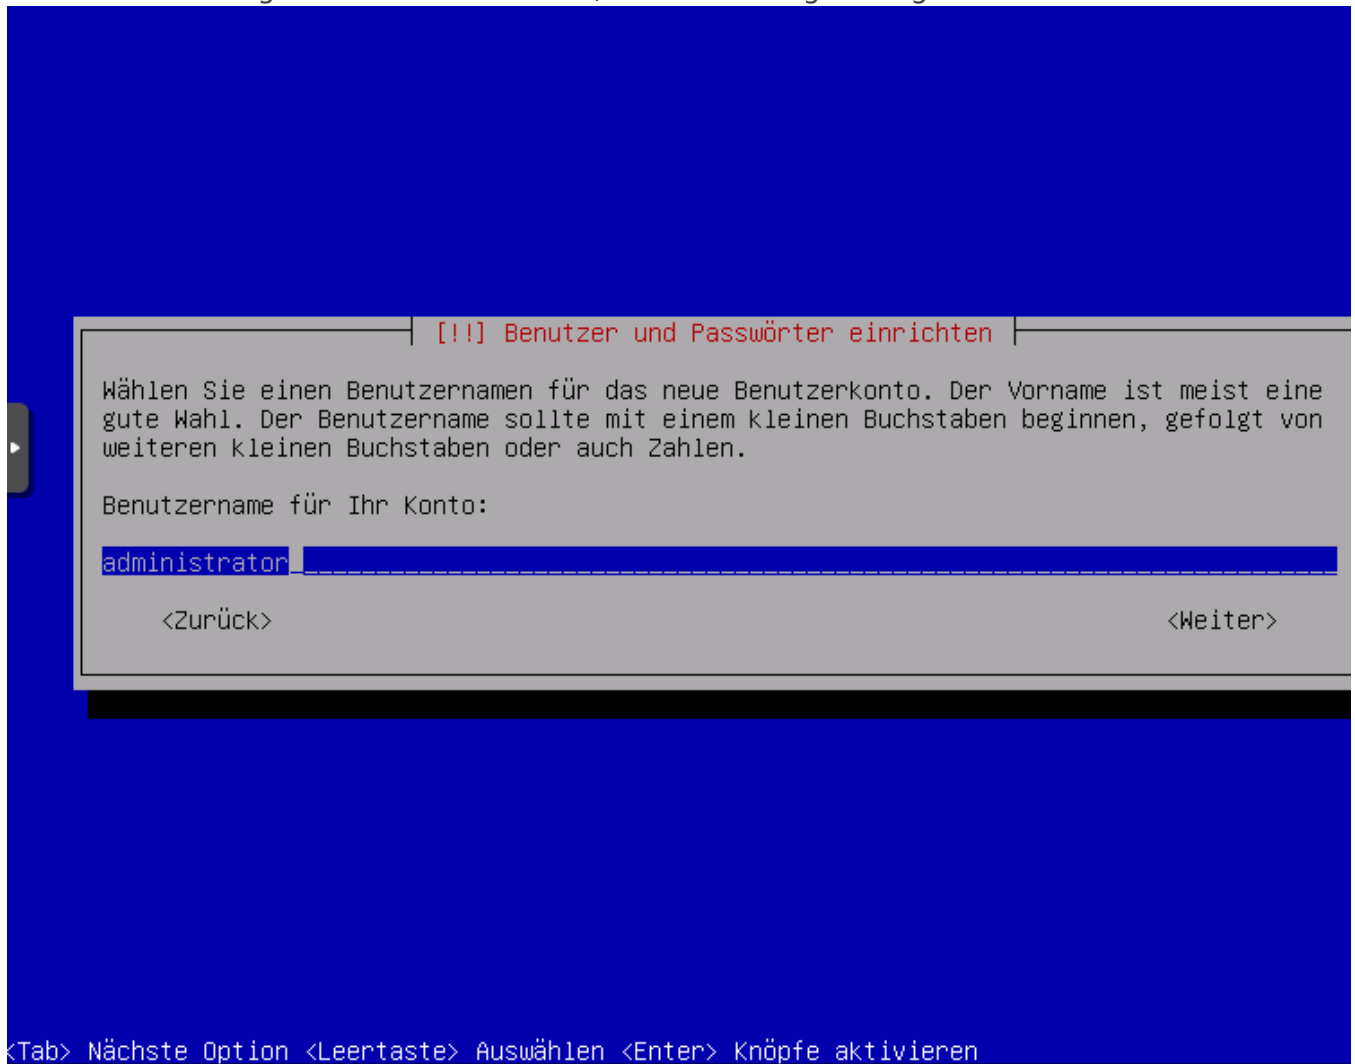 [!!] Benutzer und Passwörter einrichten
Wählen Sie einen Benutzernamen für das neue Benutzerkonto. Der Vorname ist meist eine
gute Wahl. Der Benutzername sollte mit einem kleinen Buchstaben beginnen, gefolgt von
weiteren kleinen Buchstaben oder auch Zahlen.
Benutzername für Ihr Konto:
administrator
<Zurück> <Weiter>
<Tab> Nächste Option <Leertaste> Auswählen <Enter> Knöpfe aktivieren